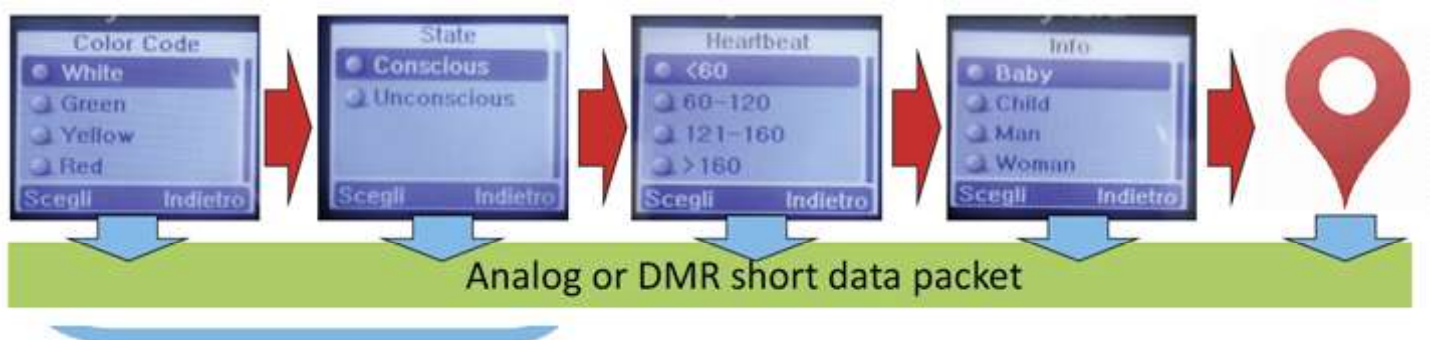 Color Code
White
Green
Yellow
Red
Scegli Indietro
State
Conscious
Unconscious
Scegli Indietro
Heartbeat
<60
60-120
121-160
>160
Scegli Indietro
Info
Baby
Child
Man
Woman
Scegli Indietro
Analog or DMR short data packet